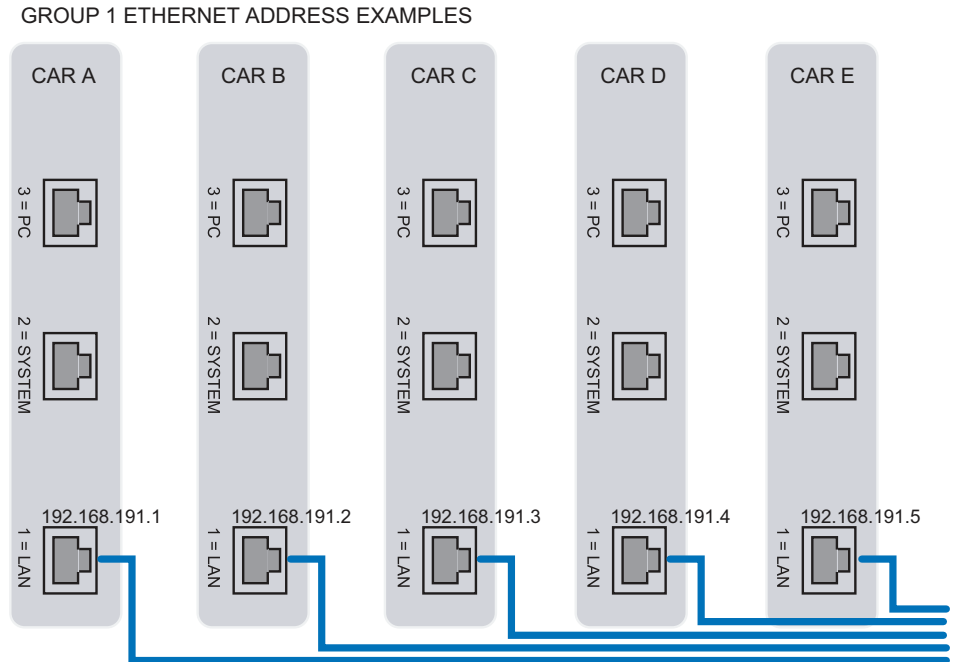 GROUP 1 ETHERNET ADDRESS EXAMPLES
CAR A
3 = PC
2 = SYSTEM
192.168.191.1
1 = LAN
CAR B
3 = PC
2 = SYSTEM
192.168.191.2
1 = LAN
CAR C
3 = PC
2 = SYSTEM
192.168.191.3
1 = LAN
CAR D
3 = PC
2 = SYSTEM
192.168.191.4
1 = LAN
CAR E
3 = PC
2 = SYSTEM
192.168.191.5
1 = LAN